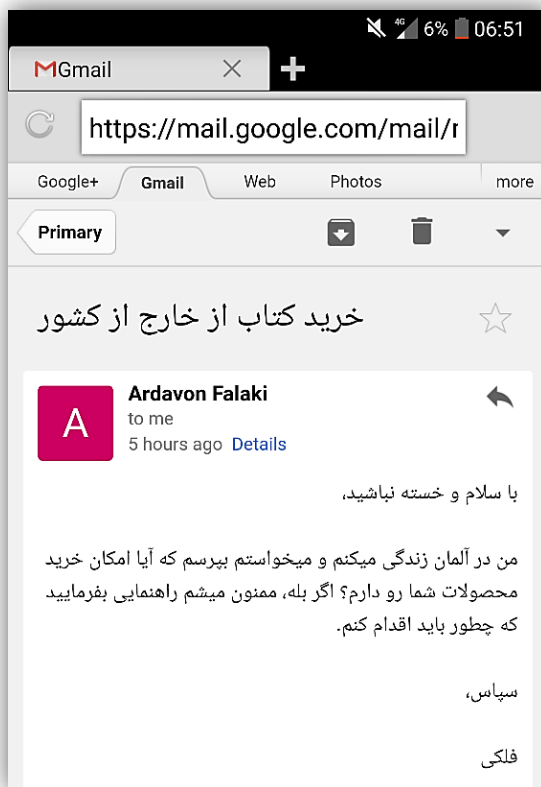 4G 6% 06:51
Gmail
https://mail.google.com/mail/
Google+ Gmail Web Photos more
Primary
خرید کتاب از خارج از کشور
A
Ardavon Falaki
to me
5 hours ago Details
با سلام و خسته نباشید،
من در آلمان زندگی میکنم و میخواستم بپرسم که آیا امکان خرید
محصولات شما رو دارم؟ اگر بله، ممنون میشم راهنمایی بفرمایید
که چطور باید اقدام کنم.
سپاس،
فلکی